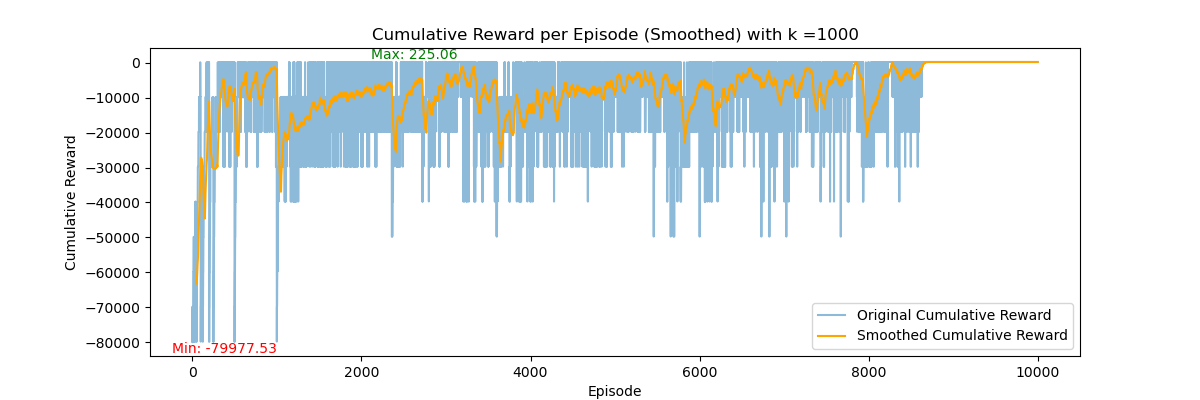 Cumulative Reward per Episode (Smoothed) with k =1000
Max: 225.06
0
−10000
−20000
−30000
−40000
−50000
−60000
−70000
−80000
Cumulative Reward
Min: -79977.53
Original Cumulative Reward
Smoothed Cumulative Reward
0 2000 4000 6000 8000 10000
Episode